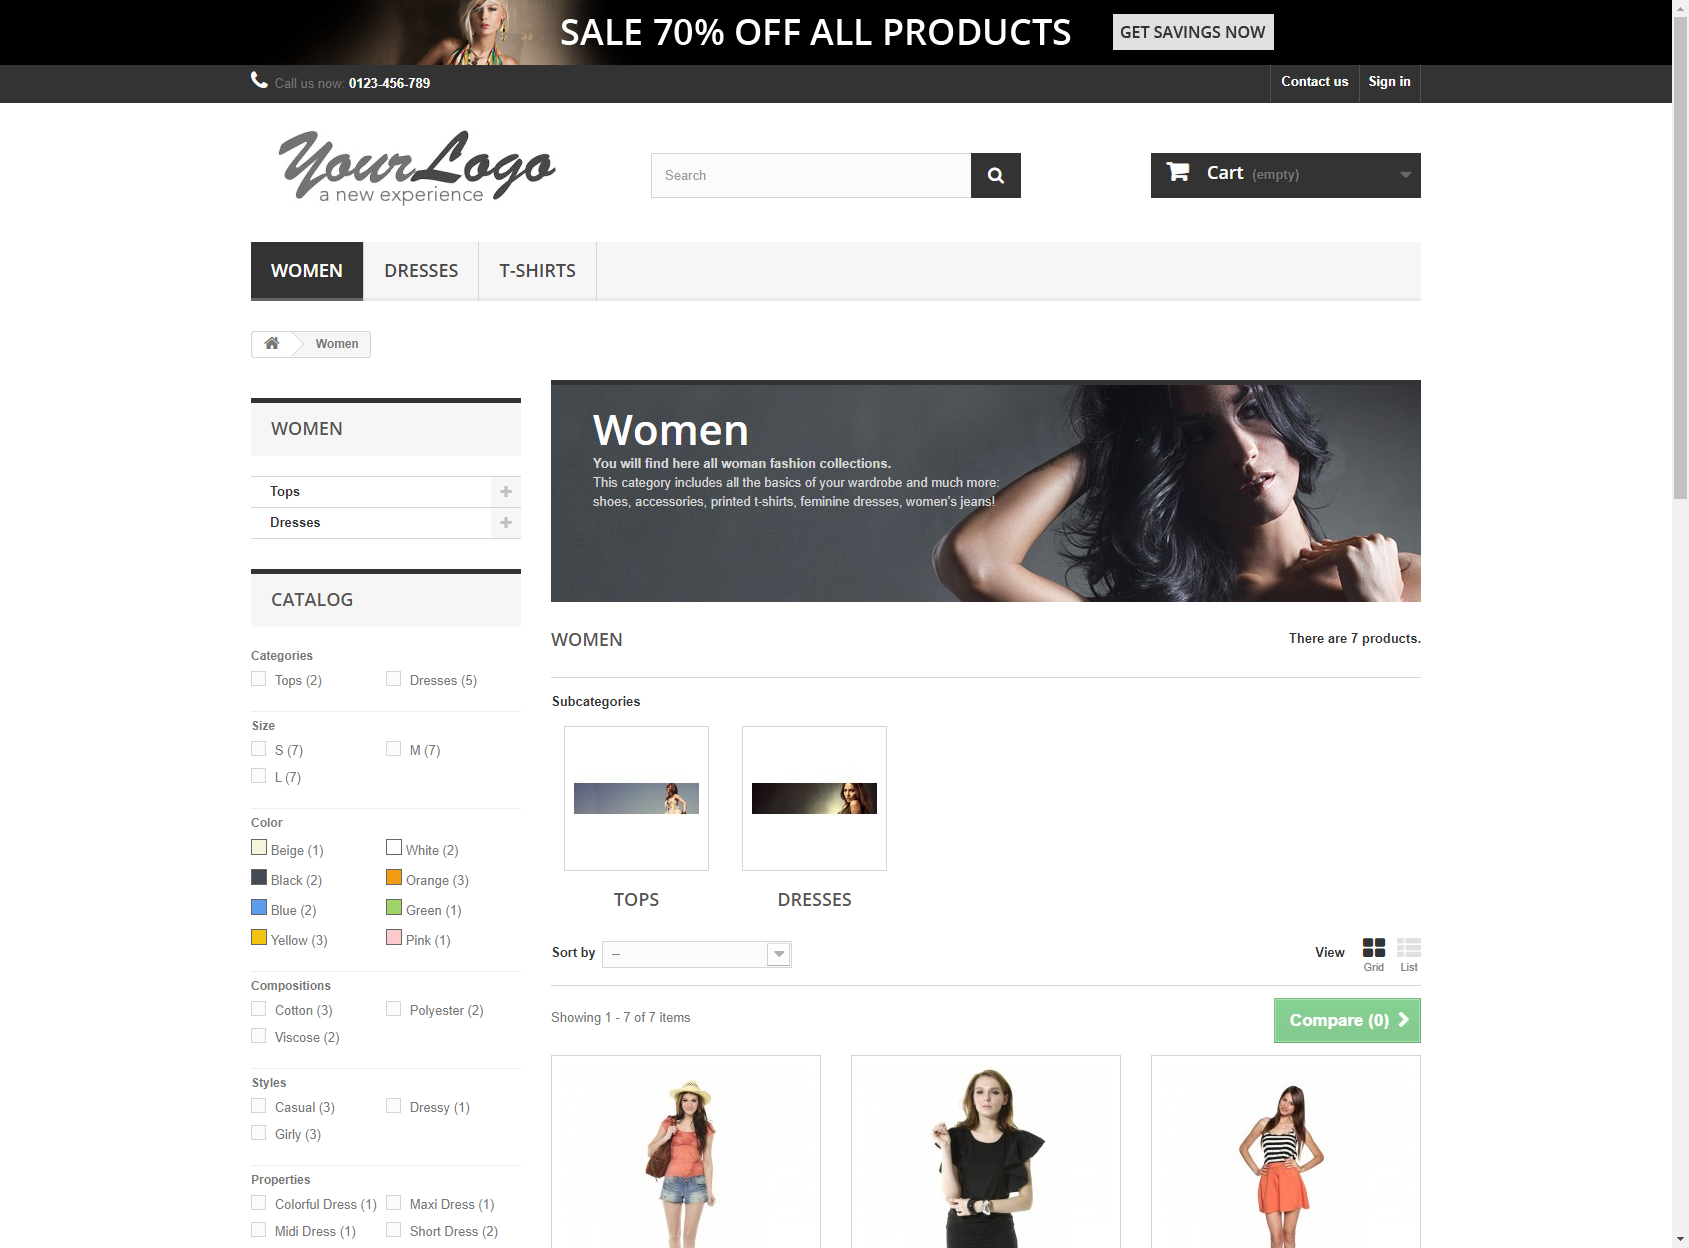 SALE 70% OFF ALL PRODUCTS
GET SAVINGS NOW
Call us now: 0123-456-789
Contact us
Sign in
YourLogo
a new experience
Search
Cart (empty)
WOMEN
DRESSES
T-SHIRTS
Women
WOMEN
Tops
Dresses
CATALOG
Categories
Tops (2)
Dresses (5)
Size
S (7)
M (7)
L (7)
Color
Beige (1)
White (2)
Black (2)
Orange (3)
Blue (2)
Green (1)
Yellow (3)
Pink (1)
Compositions
Cotton (3)
Polyester (2)
Viscose (2)
Styles
Casual (3)
Dressy (1)
Girly (3)
Properties
Colorful Dress (1)
Maxi Dress (1)
Midi Dress (1)
Short Dress (2)
Women
You will find here all woman fashion collections.
This category includes all the basics of your wardrobe and much more:
shoes, accessories, printed t-shirts, feminine dresses, women's jeans!
WOMEN
There are 7 products.
Subcategories
TOPS
DRESSES
Sort by
--
View
Grid
List
Showing 1 - 7 of 7 items
Compare (0)